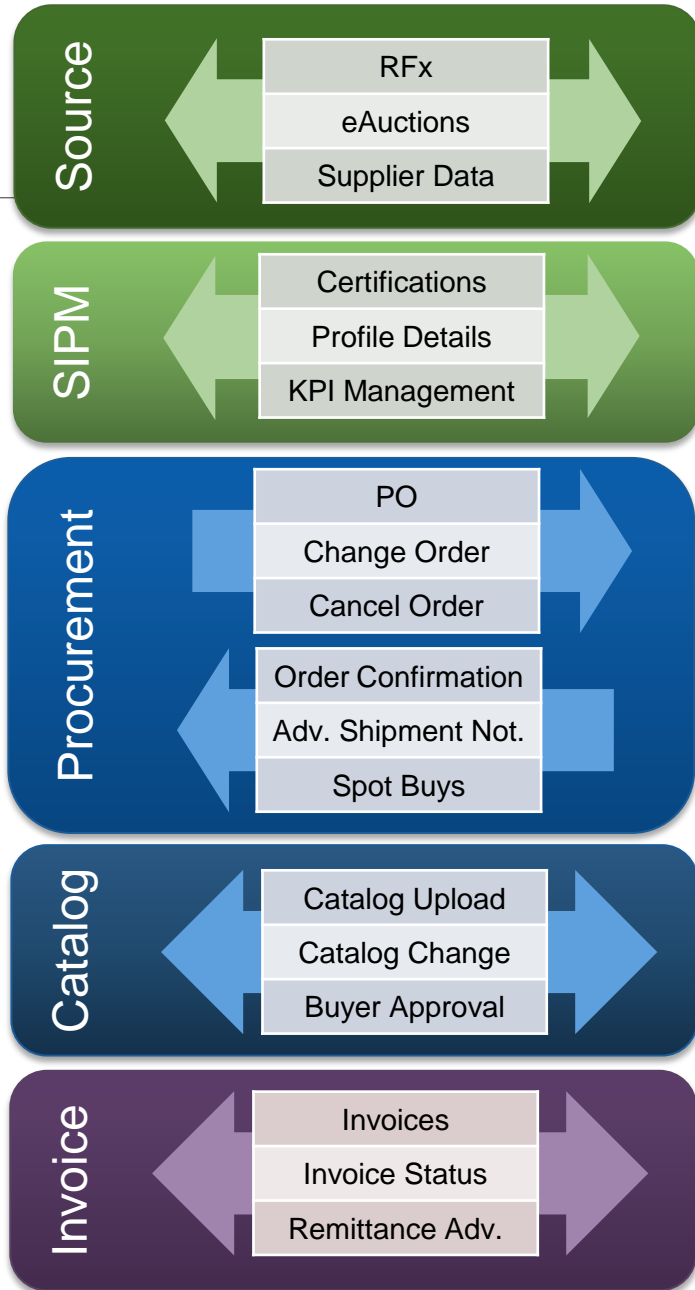 Source
RFx
eAuctions
Supplier Data
SIPM
Certifications
Profile Details
KPI Management
Procurement
PO
Change Order
Cancel Order
Order Confirmation
Adv. Shipment Not.
Spot Buys
Catalog
Catalog Upload
Catalog Change
Buyer Approval
Invoice
Invoices
Invoice Status
Remittance Adv.